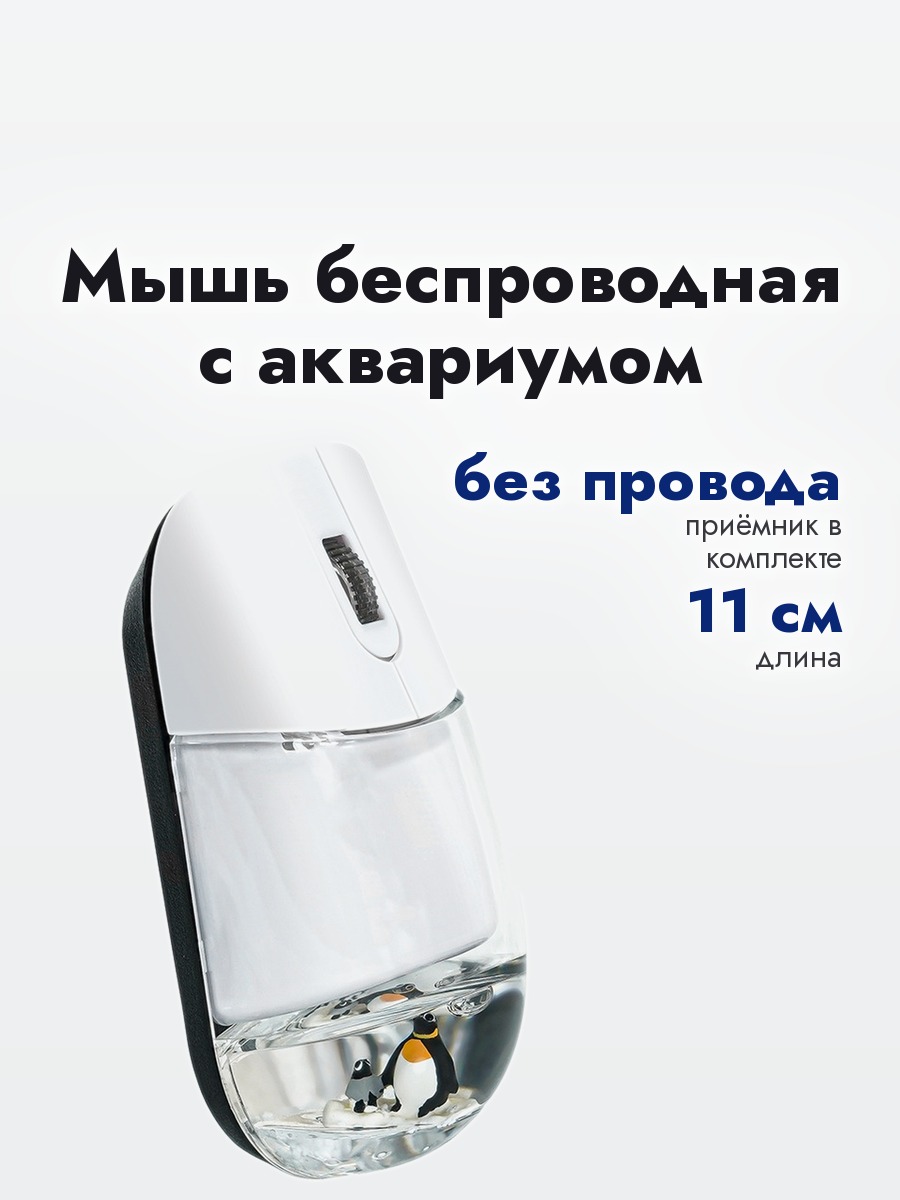 Мышь беспроводная
с аквариумом
без провода
приёмник в
комплекте
11 см
длина